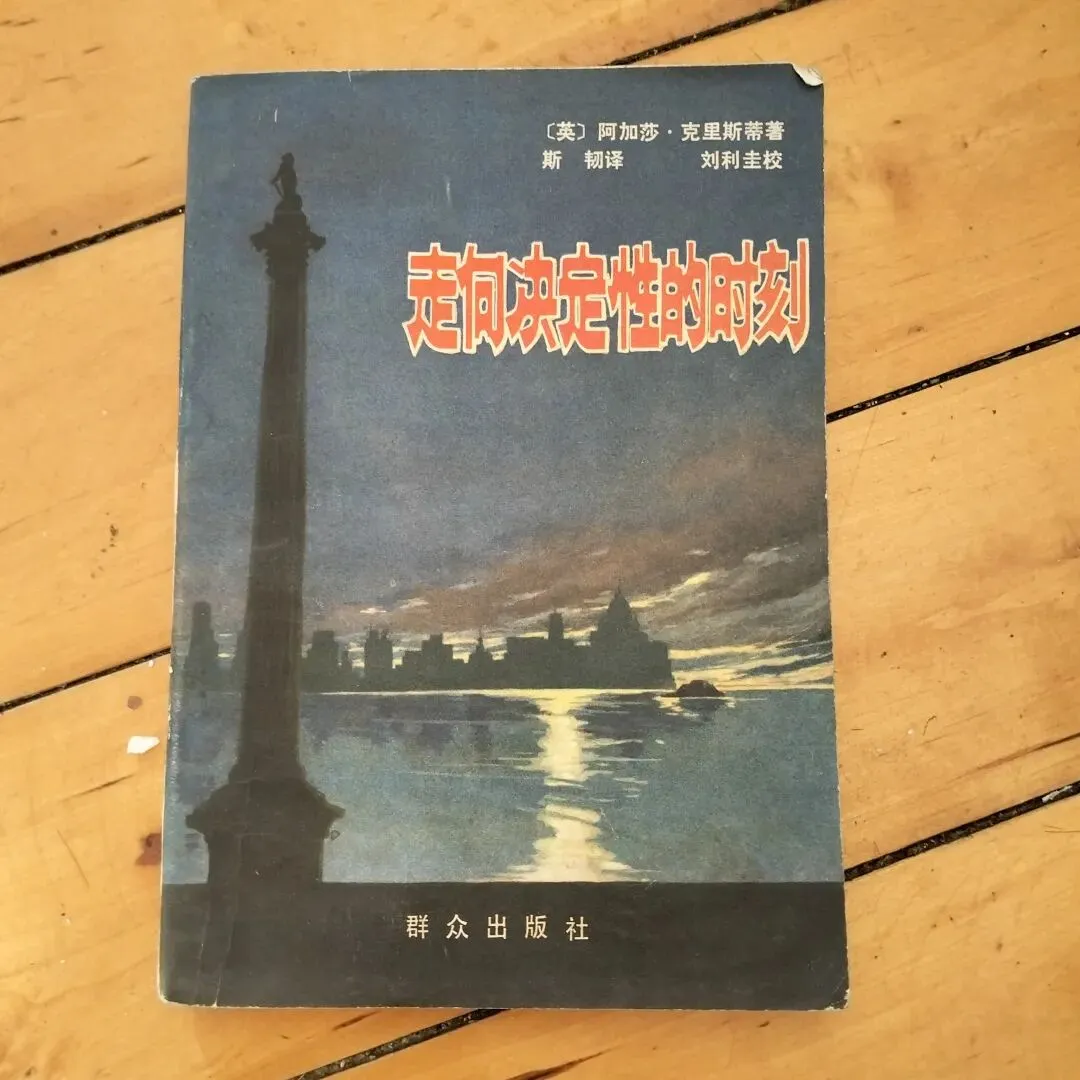 〔英〕阿加莎·克里斯蒂著
斯 韧译 刘利圭校
走向决定性的时刻
群众出版社